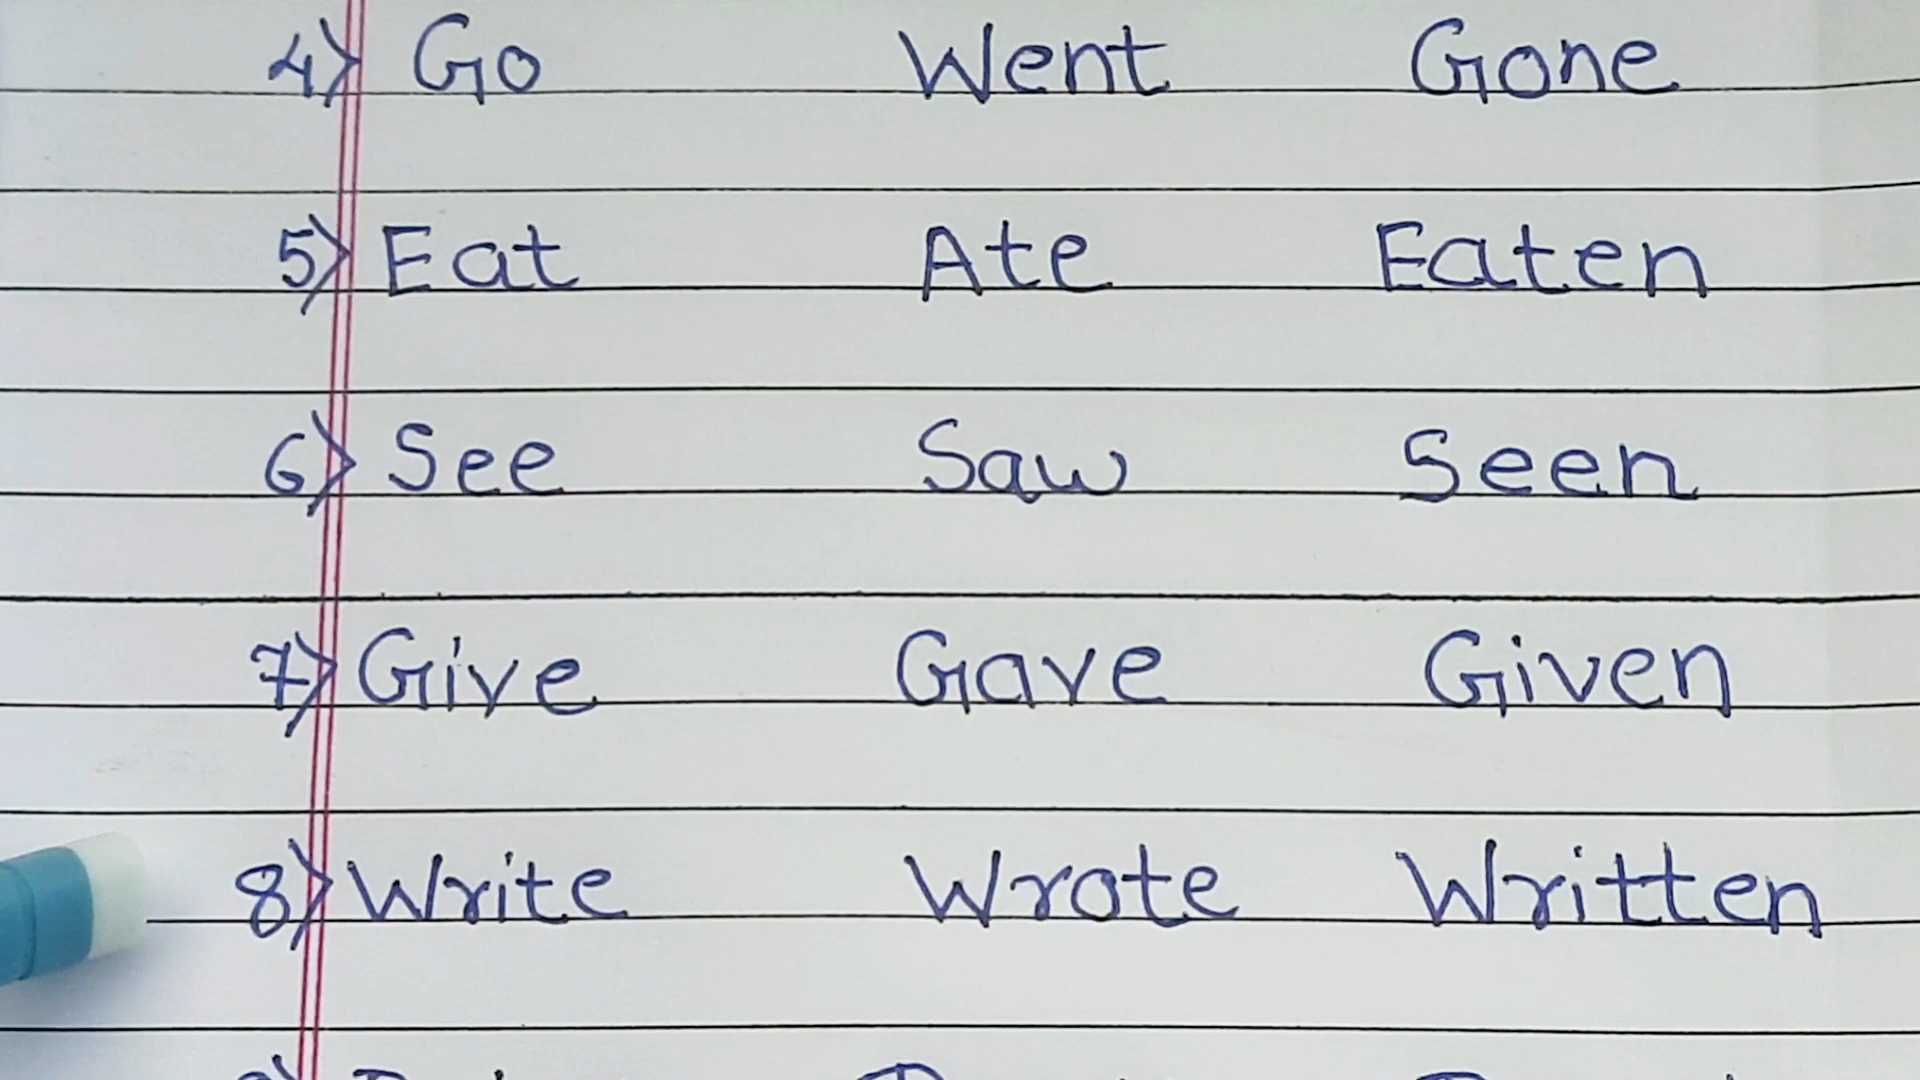 4) Go Went Gone
5) Eat Ate Eaten
6) See Saw Seen
7) Give Gave Given
8) Write Wrote Written